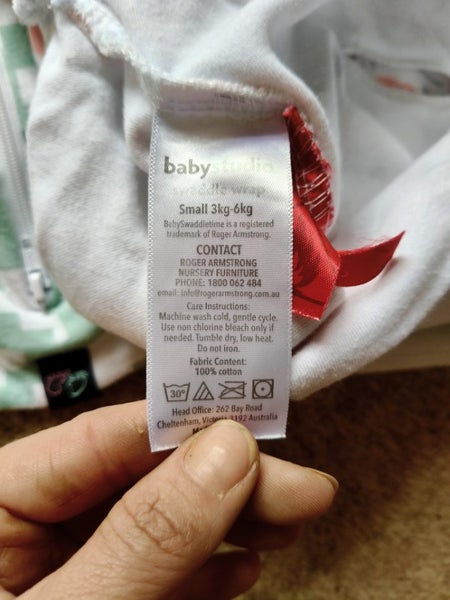 babystudio
swaddle wrap
Small 3kg-6kg
BabySwaddletime is a registered
trademark of Roger Armstrong.
CONTACT
ROGER ARMSTRONG
NURSERY FURNITURE
PHONE: 1800 062 484
email: info@rogerarmstrong.com.au
Care Instructions:
Machine wash cold, gentle cycle.
Use non chlorine bleach only if
needed. Tumble dry, low heat.
Do not iron.
Fabric Content:
100% cotton
30°
Head Office: 262 Bay Road
Cheltenham, Victoria 3192 Australia